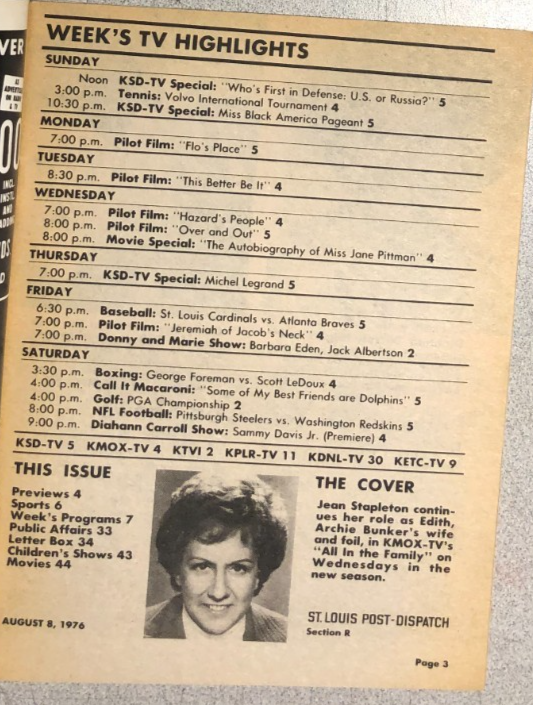 VER
AS
ADVERTISED
ON RADIO
& TV
INCL.
INSTL.
AND
PADDING
DS
D
WEEK'S TV HIGHLIGHTS
SUNDAY
Noon KSD-TV Special: "Who's First in Defense: U.S. or Russia?" 5
3:00 p.m. Tennis: Volvo International Tournament 4
10:30 p.m. KSD-TV Special: Miss Black America Pageant 5
MONDAY
7:00 p.m. Pilot Film: "Flo's Place" 5
TUESDAY
8:30 p.m. Pilot Film: "This Better Be It" 4
WEDNESDAY
7:00 p.m. Pilot Film: "Hazard's People" 4
8:00 p.m. Pilot Film: "Over and Out" 5
8:00 p.m. Movie Special: "The Autobiography of Miss Jane Pittman" 4
THURSDAY
7:00 p.m. KSD-TV Special: Michel Legrand 5
FRIDAY
6:30 p.m. Baseball: St. Louis Cardinals vs. Atlanta Braves 5
7:00 p.m. Pilot Film: "Jeremiah of Jacob's Neck" 4
7:00 p.m. Donny and Marie Show: Barbara Eden, Jack Albertson 2
SATURDAY
3:30 p.m. Boxing: George Foreman vs. Scott LeDoux 4
4:00 p.m. Call It Macaroni: "Some of My Best Friends are Dolphins" 5
4:00 p.m. Golf: PGA Championship 2
8:00 p.m. NFL Football: Pittsburgh Steelers vs. Washington Redskins 5
9:00 p.m. Diahann Carroll Show: Sammy Davis Jr. (Premiere) 4
KSD-TV 5 KMOX-TV 4 KTVI 2 KPLR-TV 11 KDNL-TV 30 KETC-TV 9
THIS ISSUE
Previews 4
Sports 6
Week's Programs 7
Public Affairs 33
Letter Box 34
Children's Shows 43
Movies 44
AUGUST 8, 1976
THE COVER
Jean Stapleton contin-
ues her role as Edith,
Archie Bunker's wife
and foil, in KMOX-TV's
"All In the Family" on
Wednesdays in the
new season.
ST. LOUIS POST-DISPATCH
Section R
Page 3